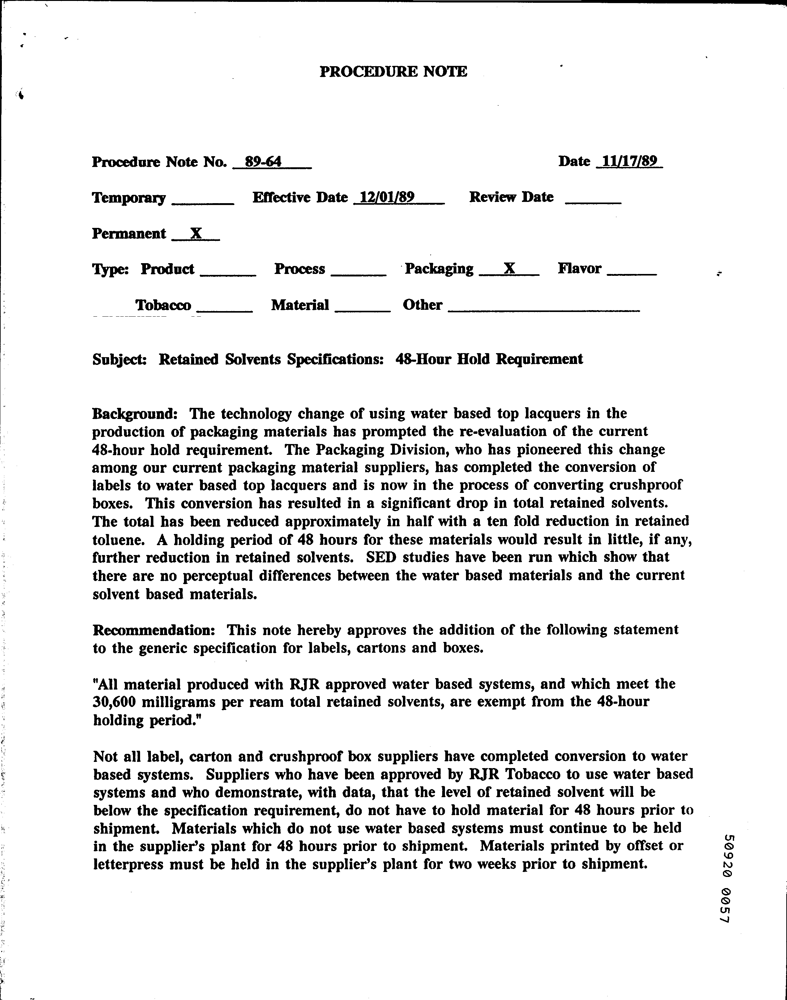 PROCEDURE NOTE
Procedure Note No. 89-64 Date 11/17/89
Temporary Effective Date 12/01/89 Review Date
Permanent X
Type: Product Process Packaging X Flavor
Tobacco Material Other
Subject: Retained Solvents Specifications: 48-Hour Hold Requirement
Background: The technology change of using water based top lacquers in the
production of packaging materials has prompted the re-evaluation of the current
48-hour hold requirement. The Packaging Division, who has pioneered this change
among our current packaging material suppliers, has completed the conversion of
labels to water based top lacquers and is now in the process of converting crushproof
boxes. This conversion has resulted in a significant drop in total retained solvents.
The total has been reduced approximately in half with a ten fold reduction in retained
toluene. A holding period of 48 hours for these materials would result in little, if any,
further reduction in retained solvents. SED studies have been run which show that
there are no perceptual differences between the water based materials and the current
solvent based materials.
Recommendation: This note hereby approves the addition of the following statement
to the generic specification for labels, cartons and boxes.
"All material produced with RJR approved water based systems, and which meet the
30,600 milligrams per ream total retained solvents, are exempt from the 48-hour
holding period."
Not all label, carton and crushproof box suppliers have completed conversion to water
based systems. Suppliers who have been approved by RJR Tobacco to use water based
systems and who demonstrate, with data, that the level of retained solvent will be
below the specification requirement, do not have to hold material for 48 hours prior to
shipment. Materials which do not use water based systems must continue to be held
in the supplier's plant for 48 hours prior to shipment. Materials printed by offset or
letterpress must be held in the supplier's plant for two weeks prior to shipment.
50920 0057